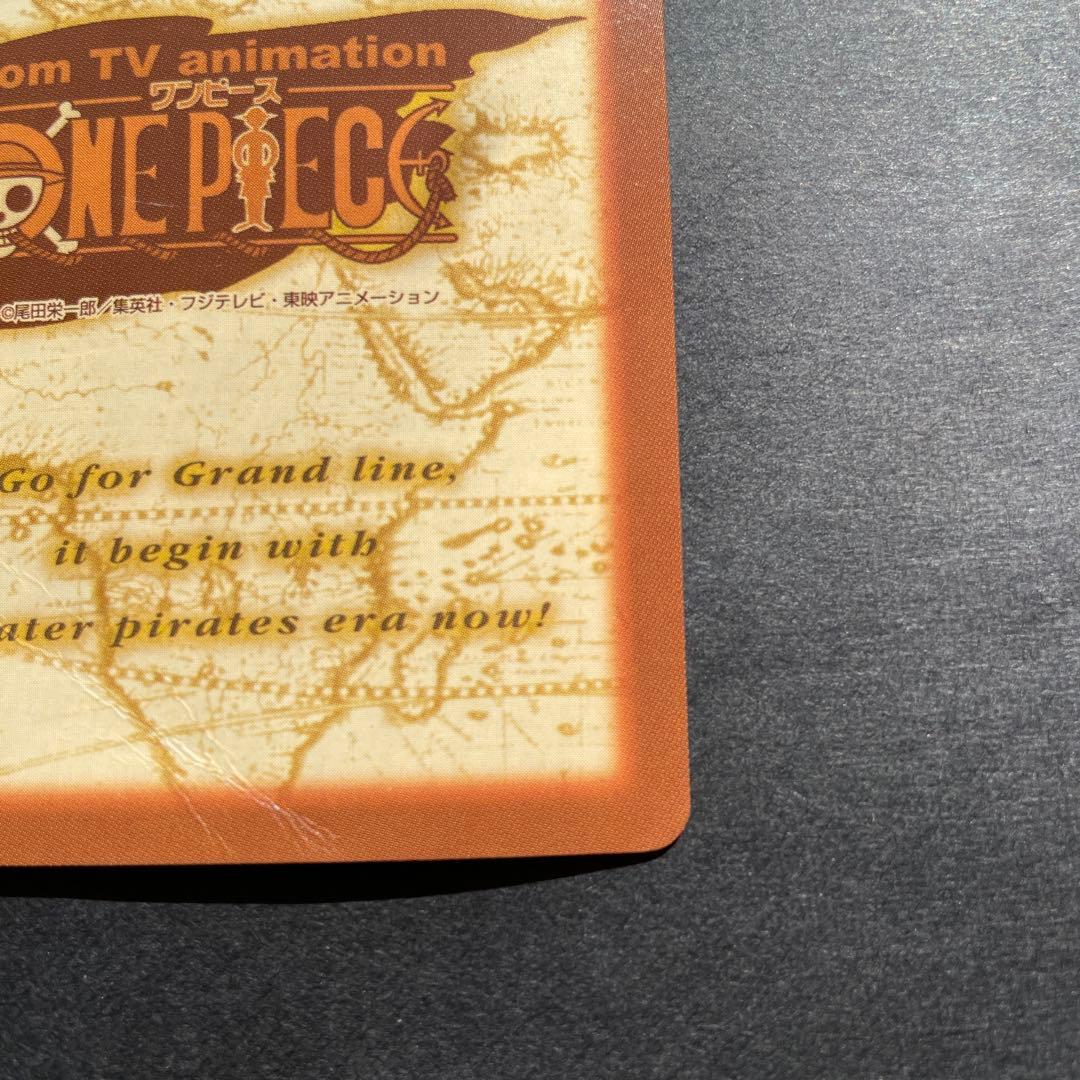 om TV animation
ワンピース
ONE PIECE
©尾田栄一郎／集英社・フジテレビ・東映アニメーション
Go for Grand line,
it begin with
ater pirates era now!